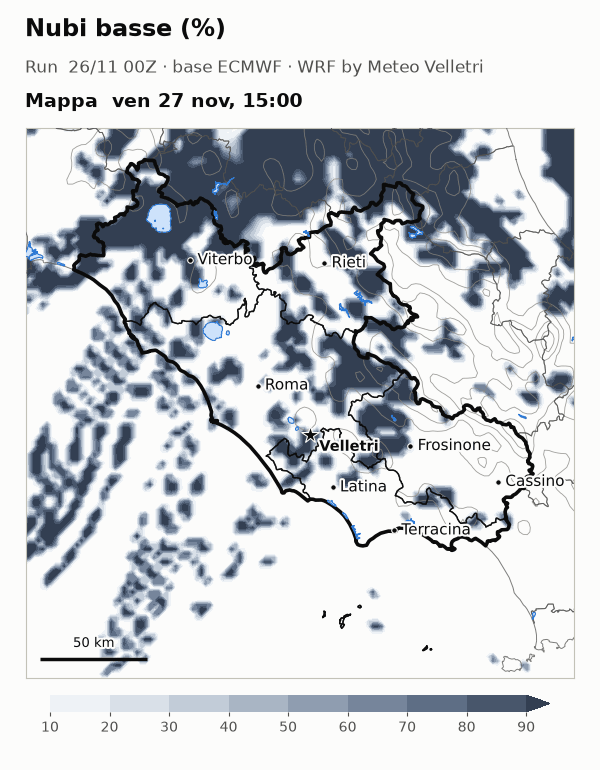 Nubi basse (%)
Run  26/11 00Z · base ECMWF · WRF by Meteo Velletri
Mappa  ven 27 nov, 15:00
Viterbo
Rieti
Roma
Velletri
Frosinone
Cassino
Latina
Terracina
50 km
10 20 30 40 50 60 70 80 90